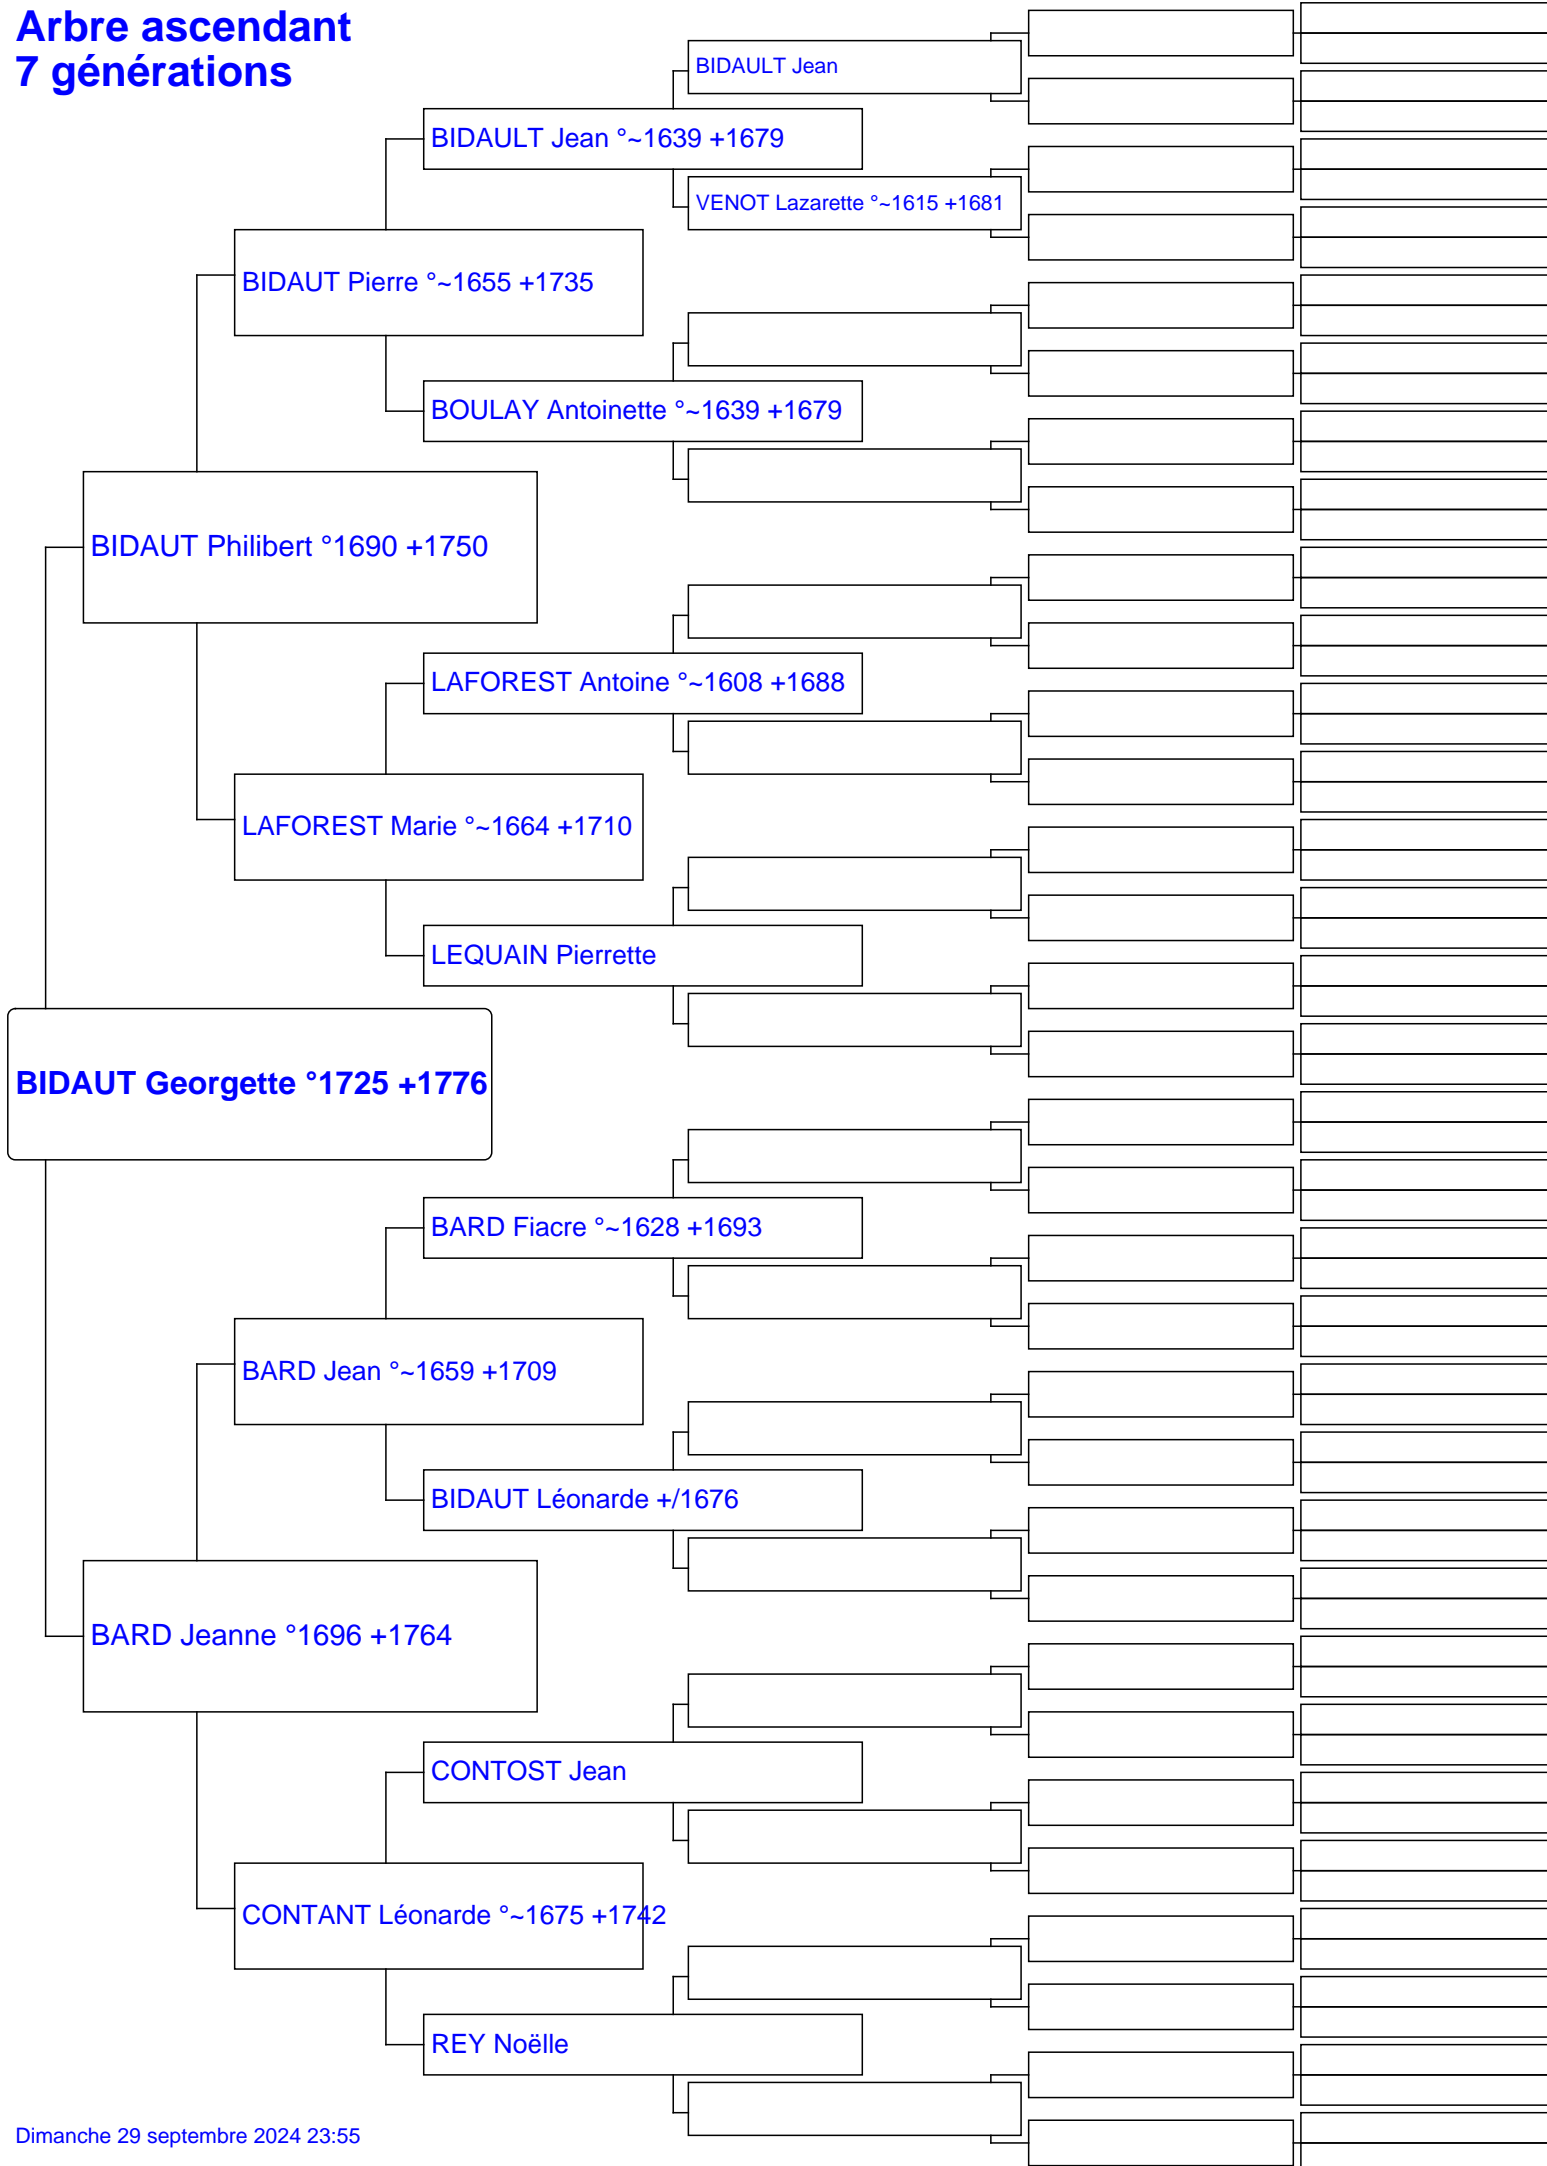 Arbre ascendant
7 générations
BIDAULT Jean
BIDAULT Jean °~1639 +1679
VENOT Lazarette °~1615 +1681
BIDAUT Pierre °~1655 +1735
BOULAY Antoinette °~1639 +1679
BIDAUT Philibert °1690 +1750
LAFOREST Antoine °~1608 +1688
LAFOREST Marie °~1664 +1710
LEQUAIN Pierrette
BIDAUT Georgette °1725 +1776
BARD Fiacre °~1628 +1693
BARD Jean °~1659 +1709
BIDAUT Léonarde +/1676
BARD Jeanne °1696 +1764
CONTOST Jean
CONTANT Léonarde °~1675 +1742
REY Noëlle
Dimanche 29 septembre 2024 23:55